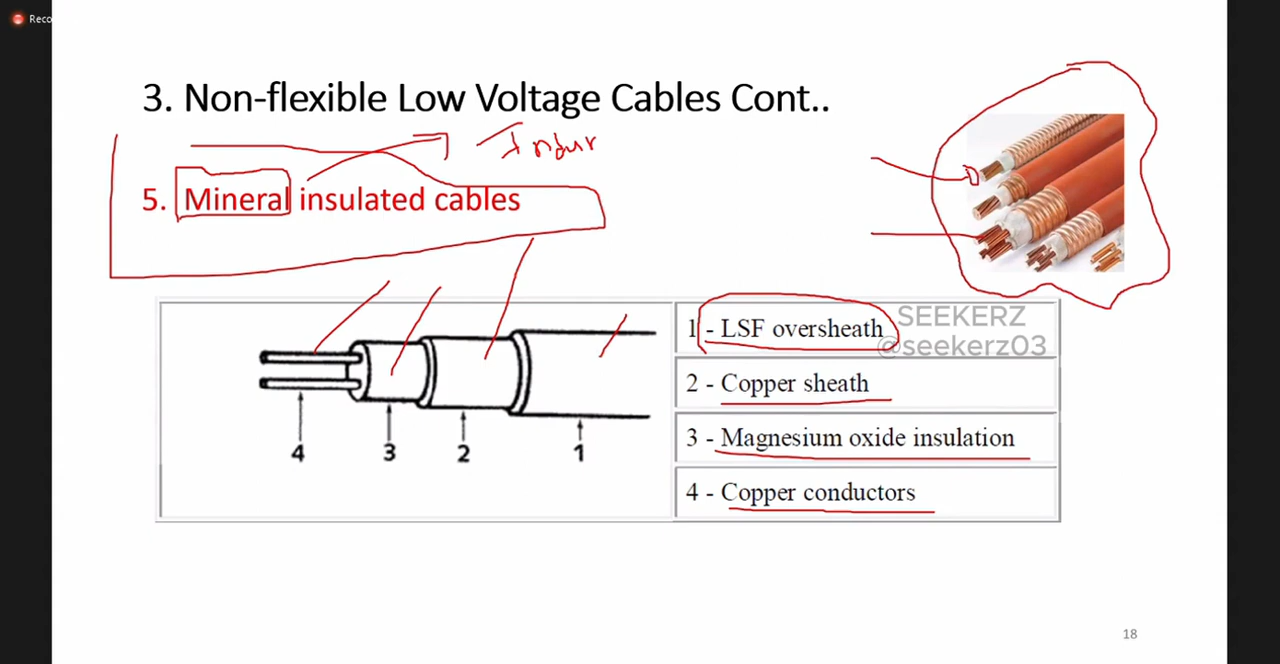 Reco
3. Non-flexible Low Voltage Cables Cont..
5. Mineral insulated cables
1 - LSF oversheath
SEEKERZ
@seekerz03
2 - Copper sheath
3 - Magnesium oxide insulation
4 - Copper conductors
4 3 2 1
18